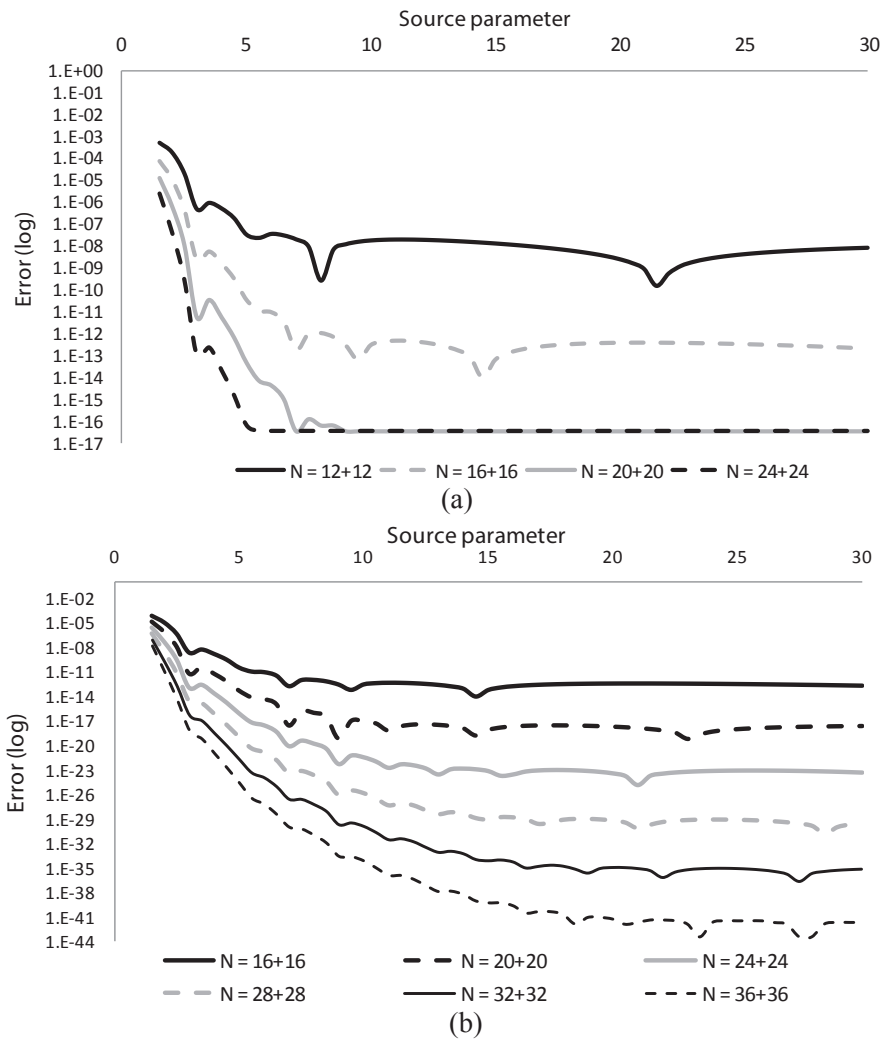 Source parameter
0 5 10 15 20 25 30
1.E+00
1.E-01
1.E-02
1.E-03
1.E-04
1.E-05
1.E-06
1.E-07
1.E-08
1.E-09
1.E-10
1.E-11
1.E-12
1.E-13
1.E-14
1.E-15
1.E-16
1.E-17
Error (log)
N = 12+12 N = 16+16 N = 20+20 N = 24+24
(a)
Source parameter
0 5 10 15 20 25 30
1.E-02
1.E-05
1.E-08
1.E-11
1.E-14
1.E-17
1.E-20
1.E-23
1.E-26
1.E-29
1.E-32
1.E-35
1.E-38
1.E-41
1.E-44
Error (log)
N = 16+16 N = 20+20 N = 24+24
N = 28+28 N = 32+32 N = 36+36
(b)